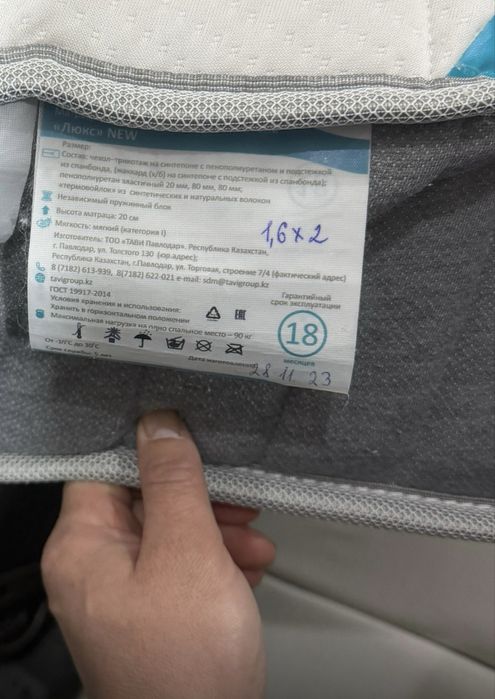 «Люкс» NEW
Размер:
Состав: чехол-трикотаж на синтепоне с пенополиуретаном и подстежкой
из спанбонда, (жаккард (х/б) на синтепоне с подстежкой из спанбонда);
пенополиуретан эластичный 20 мм, 80 мм, 80 мм;
«термовойлок» из синтетических и натуральных волокон
Независимый пружинный блок
Высота матраца: 20 см
Мягкость: мягкий (категория I)
1,6 x 2
Изготовитель: ТОО «ТАВИ Павлодар». Республика Казахстан,
г. Павлодар, ул. Толстого 130 (юр.адрес);
Республика Казахстан, г.Павлодар, ул. Торговая, строение 7/4 (фактический адрес)
8 (7182) 613-939, 8(7182) 622-021 e-mail: sdm@tavigroup.kz
tavigroup.kz
ГОСТ 19917-2014
Условия хранения и использования:
Хранить в горизонтальном положении
Максимальная нагрузка на одно спальное место – 90 кг
EAC
Гарантийный
срок эксплуатации
18
месяцев
Срок службы: 5 лет
Дата изготовления
28 11 23